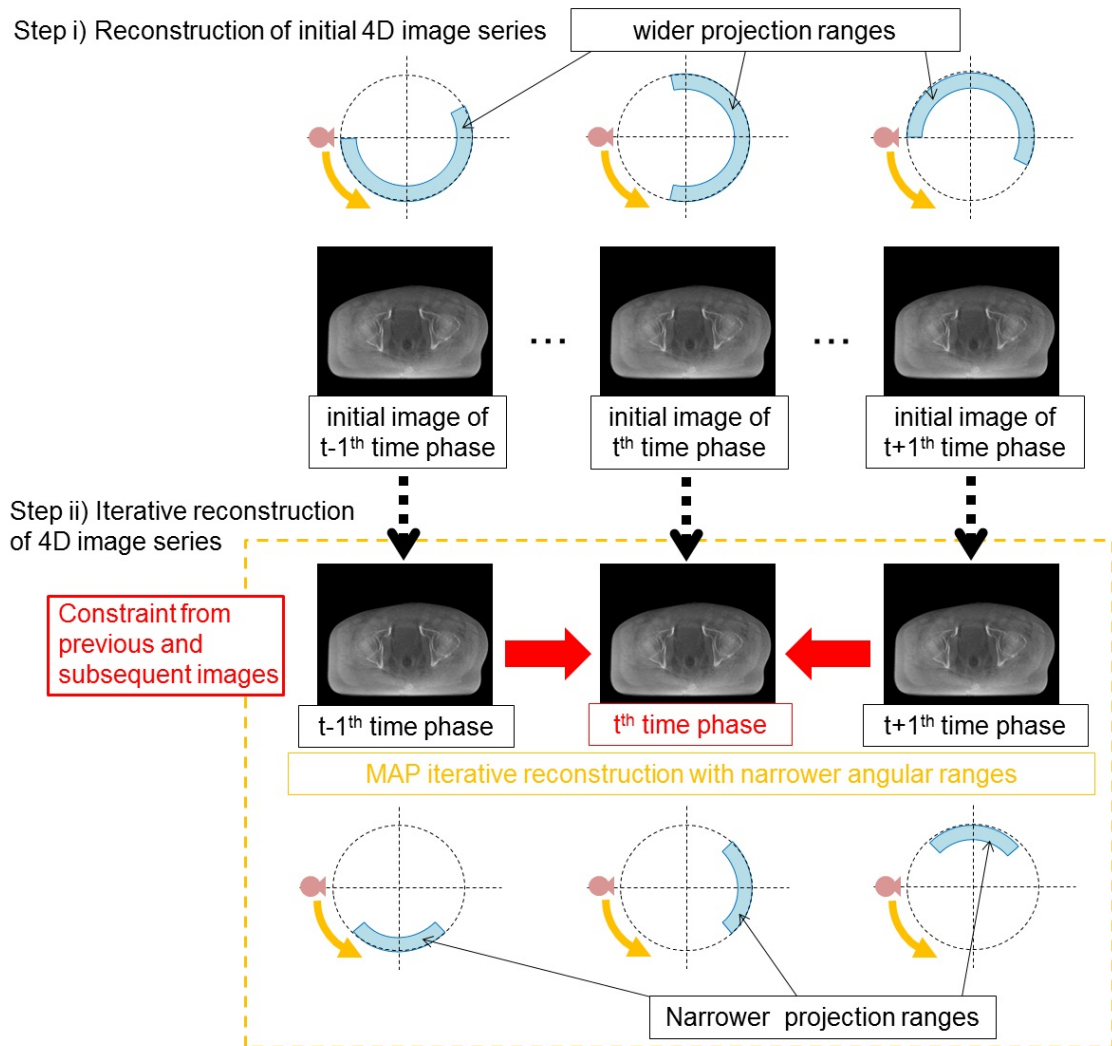 Step i) Reconstruction of initial 4D image series
wider projection ranges
...
...
initial image of
t-1th time phase
initial image of
tth time phase
initial image of
t+1th time phase
Step ii) Iterative reconstruction
of 4D image series
Constraint from
previous and
subsequent images
t-1th time phase
tth time phase
t+1th time phase
MAP iterative reconstruction with narrower angular ranges
Narrower projection ranges